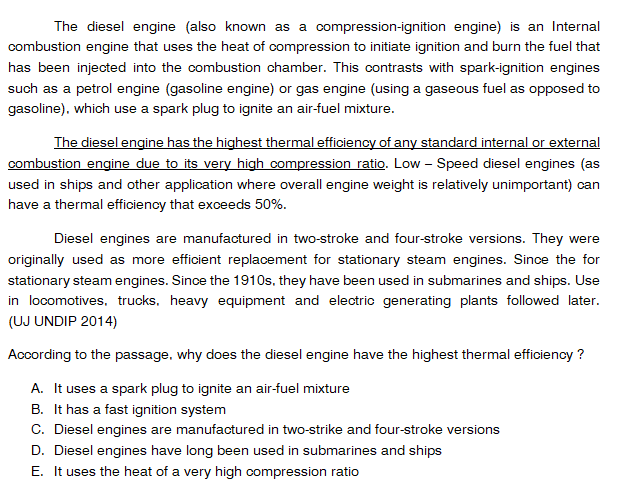 The diesel engine (also known as a compression-ignition engine) is an Internal
combustion engine that uses the heat of compression to initiate ignition and burn the fuel that
has been injected into the combustion chamber. This contrasts with spark-ignition engines
such as a petrol engine (gasoline engine) or gas engine (using a gaseous fuel as opposed to
gasoline), which use a spark plug to ignite an air-fuel mixture.
The diesel engine has the highest thermal efficiency of any standard internal or external
combustion engine due to its very high compression ratio. Low – Speed diesel engines (as
used in ships and other application where overall engine weight is relatively unimportant) can
have a thermal efficiency that exceeds 50%.
Diesel engines are manufactured in two-stroke and four-stroke versions. They were
originally used as more efficient replacement for stationary steam engines. Since the for
stationary steam engines. Since the 1910s, they have been used in submarines and ships. Use
in locomotives, trucks, heavy equipment and electric generating plants followed later.
(UJ UNDIP 2014)
According to the passage, why does the diesel engine have the highest thermal efficiency ?
A. It uses a spark plug to ignite an air-fuel mixture
B. It has a fast ignition system
C. Diesel engines are manufactured in two-strike and four-stroke versions
D. Diesel engines have long been used in submarines and ships
E. It uses the heat of a very high compression ratio